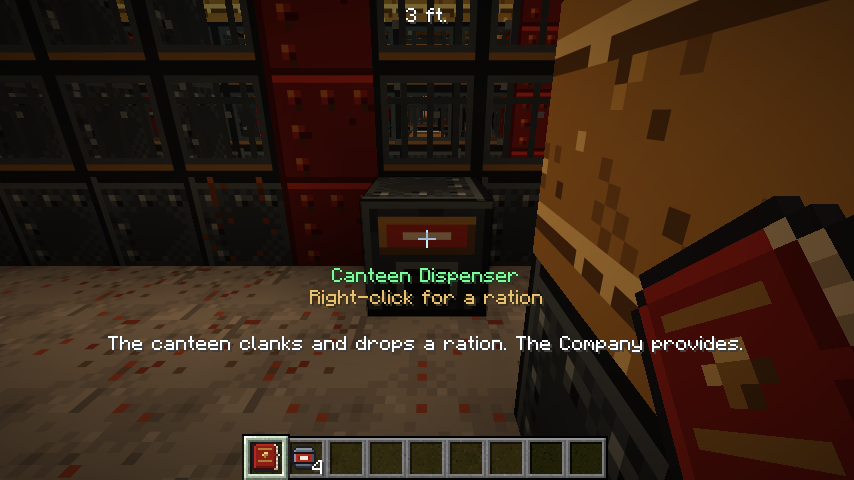 3 ft.
Canteen Dispenser
Right-click for a ration
The canteen clanks and drops a ration. The Company provides.
4